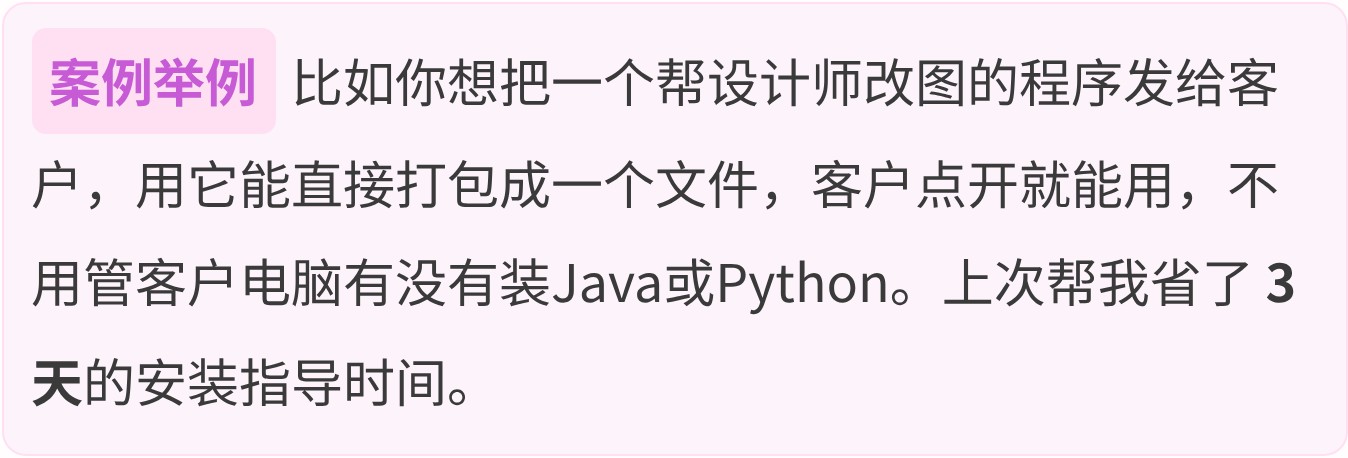 案例举例 比如你想把一个帮设计师改图的程序发给客
户，用它能直接打包成一个文件，客户点开就能用，不
用管客户电脑有没有装Java或Python。上次帮我省了 3
天的安装指导时间。